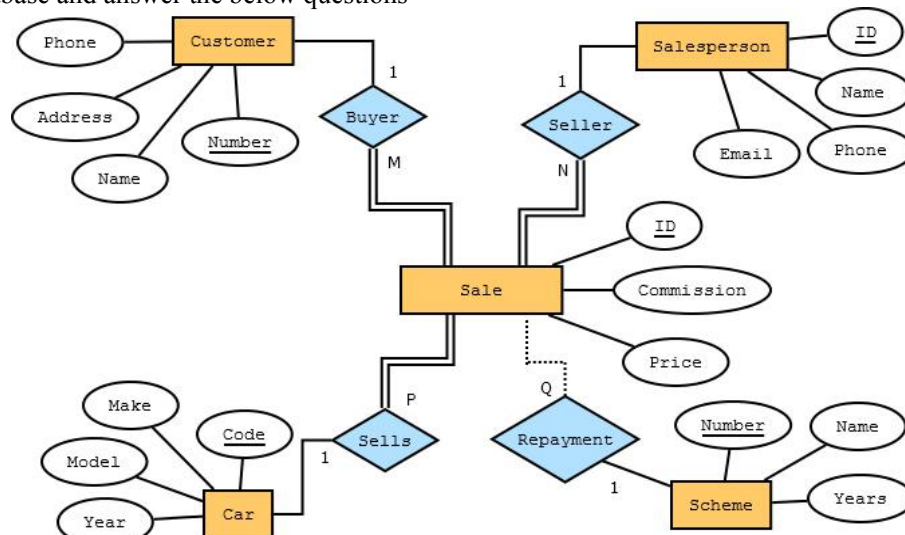 base and answer the below questions
Customer
Phone
Address
Name
Number
1
Buyer
M
Salesperson
ID
Name
Phone
Email
1
Seller
N
Sale
ID
Commission
Price
P
Sells
1
Q
Repayment
1
Make
Code
Model
Year
Car
Number
Name
Years
Scheme